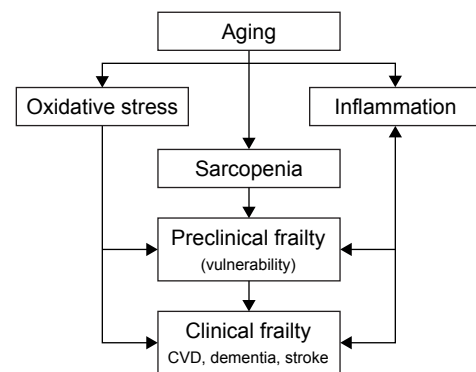 Aging
Oxidative stress
Inflammation
Sarcopenia
Preclinical frailty
(vulnerability)
Clinical frailty
CVD, dementia, stroke